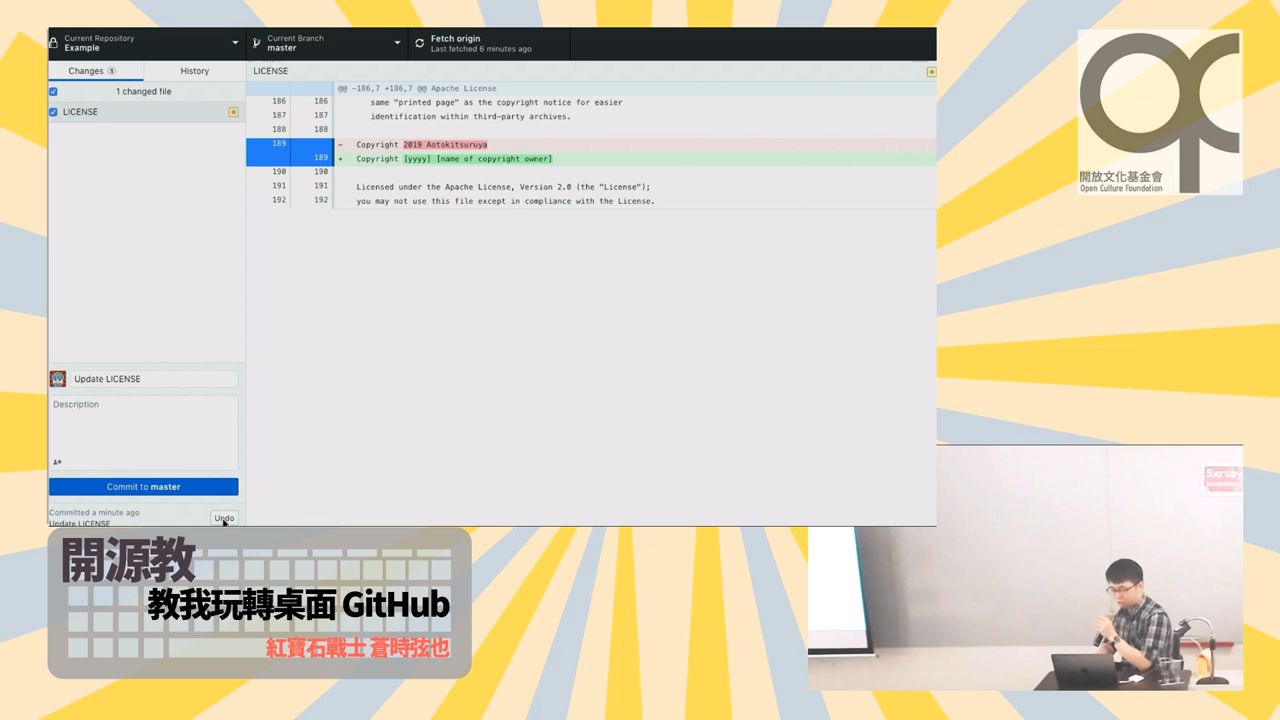 Current Repository
Example
Current Branch
master
Fetch origin
Last fetched 6 minutes ago
Changes 1
History
LICENSE
1 changed file
LICENSE
@@ -186,7 +186,7 @@ Apache License
186 186 same "printed page" as the copyright notice for easier
187 187 identification within third-party archives.
188 188
189 - Copyright 2019 Aotokitsuruya
189 + Copyright [yyyy] [name of copyright owner]
190 190
191 191 Licensed under the Apache License, Version 2.0 (the "License");
192 192 you may not use this file except in compliance with the License.
Update LICENSE
Description
Commit to master
Committed a minute ago
Update LICENSE
Undo
開放文化基金會
Open Culture Foundation
5xruby
開源教
教我玩轉桌面 GitHub
紅寶石戰士 蒼時弦也